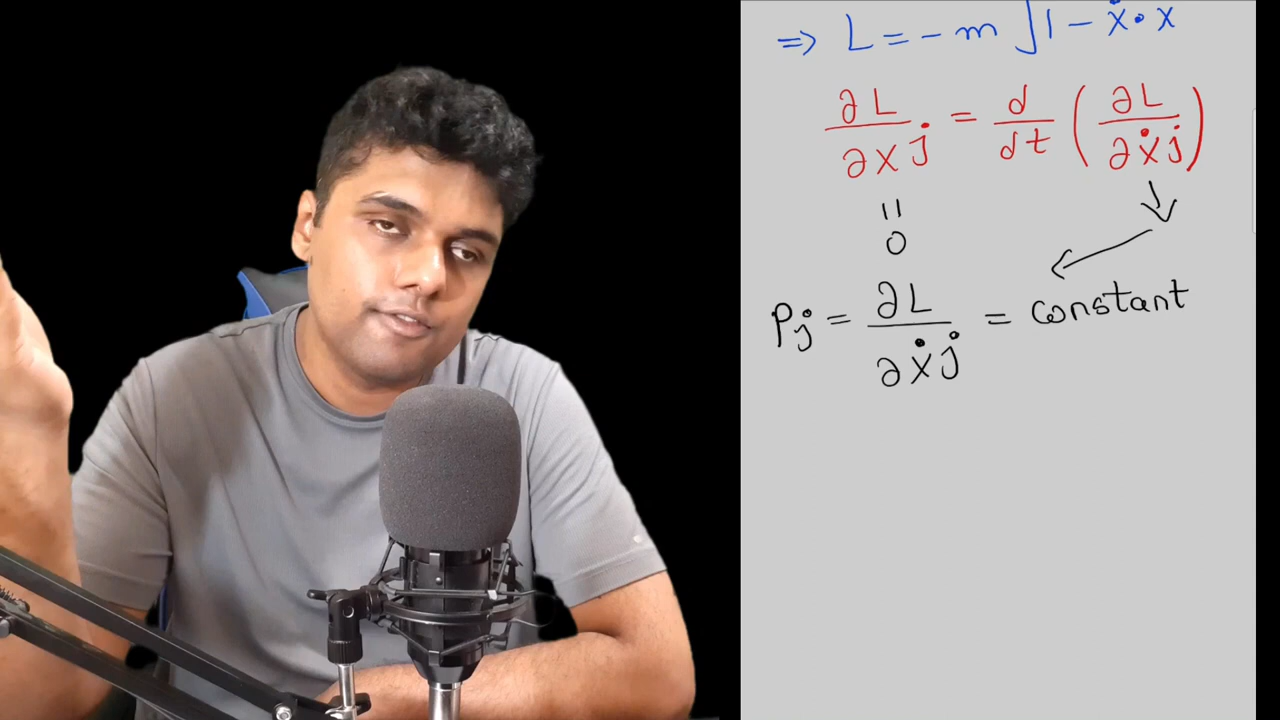 ⇒ L = - m √1 - ẋ • x
∂L/∂xj = d/dt (∂L/∂ẋj)
=
0
Pj = ∂L/∂ẋj = constant